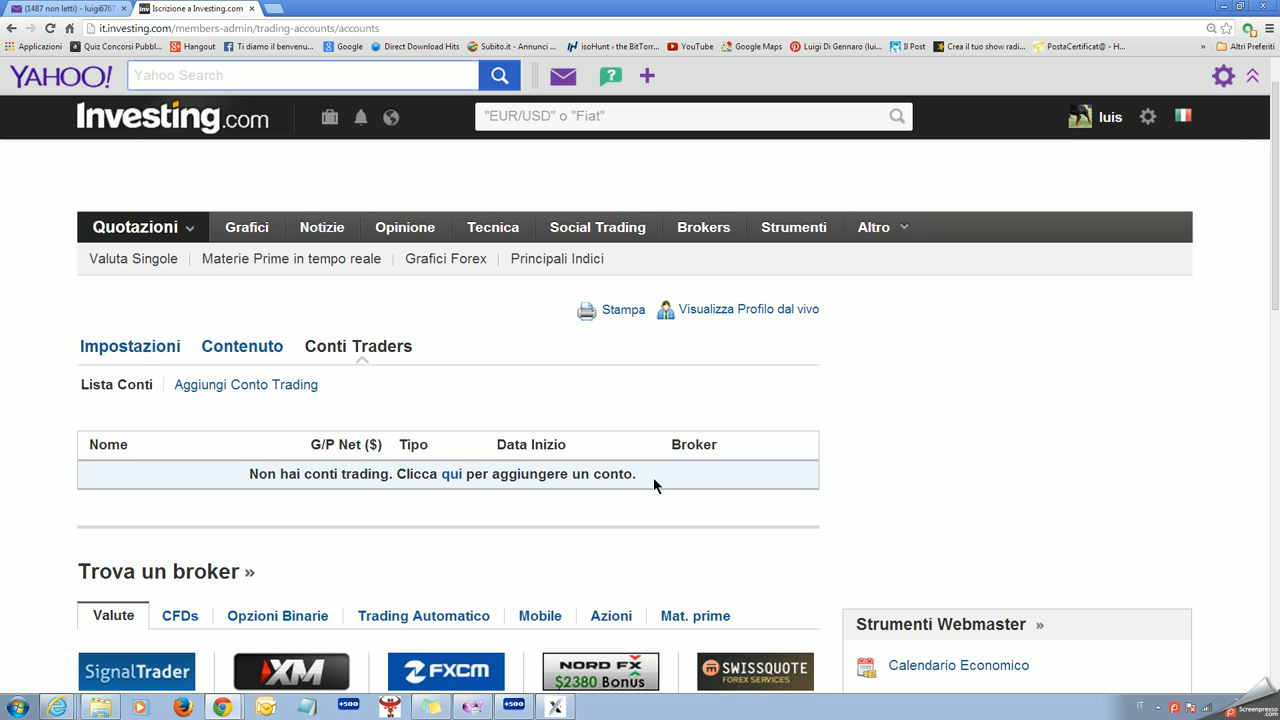 (1487 non letti) - luigi6767
Iscrizione a Investing.com
it.investing.com/members-admin/trading-accounts/accounts
Applicazioni Quiz Concorsi Pubbl... Hangout Ti diamo il benvenu... Google Direct Download Hits Subito.it - Annunci ... isoHunt › the BitTorr... YouTube Google Maps Luigi Di Gennaro (lui... Il Post Crea il tuo show radi... PostaCertificat@ - H... » Altri Preferiti
YAHOO! Yahoo Search
Investing.com "EUR/USD" o "Fiat" luis
Quotazioni Grafici Notizie Opinione Tecnica Social Trading Brokers Strumenti Altro
Valuta Singole Materie Prime in tempo reale Grafici Forex Principali Indici
Stampa Visualizza Profilo dal vivo
Impostazioni Contenuto Conti Traders
Lista Conti Aggiungi Conto Trading
Nome G/P Net ($) Tipo Data Inizio Broker
Non hai conti trading. Clicca qui per aggiungere un conto.
Trova un broker »
Valute CFDs Opzioni Binarie Trading Automatico Mobile Azioni Mat. prime
Strumenti Webmaster »
SignalTrader XM FXCM NORD FX $2380 Bonus SWISSQUOTE FOREX SERVICES
Calendario Economico
+500 +500 IT Screenpresso.com